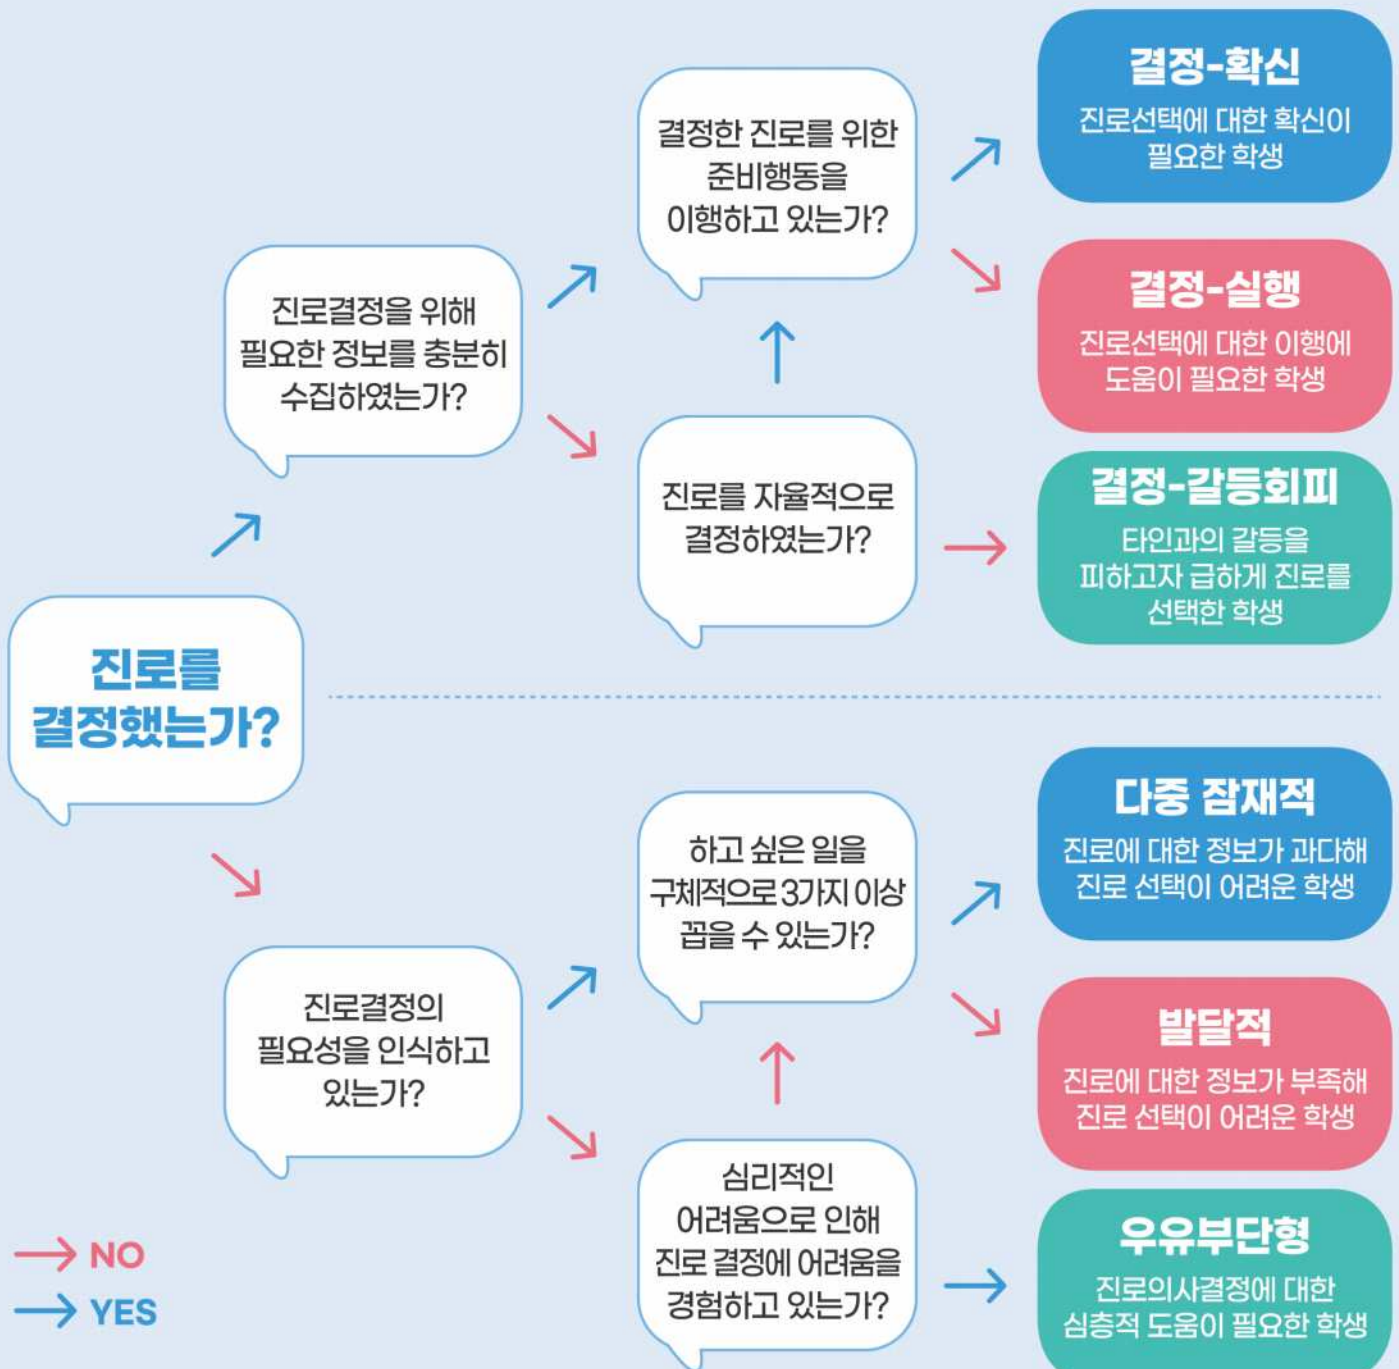 진로를
결정했는가?
진로결정을 위해
필요한 정보를 충분히
수집하였는가?
결정한 진로를 위한
준비행동을
이행하고 있는가?
진로를 자율적으로
결정하였는가?
결정-확신
진로선택에 대한 확신이
필요한 학생
결정-실행
진로선택에 대한 이행에
도움이 필요한 학생
결정-갈등회피
타인과의 갈등을
피하고자 급하게 진로를
선택한 학생
진로결정의
필요성을 인식하고
있는가?
하고 싶은 일을
구체적으로 3가지 이상
꼽을 수 있는가?
심리적인
어려움으로 인해
진로 결정에 어려움을
경험하고 있는가?
다중 잠재적
진로에 대한 정보가 과다해
진로 선택이 어려운 학생
발달적
진로에 대한 정보가 부족해
진로 선택이 어려운 학생
우유부단형
진로의사결정에 대한
심층적 도움이 필요한 학생
NO
YES